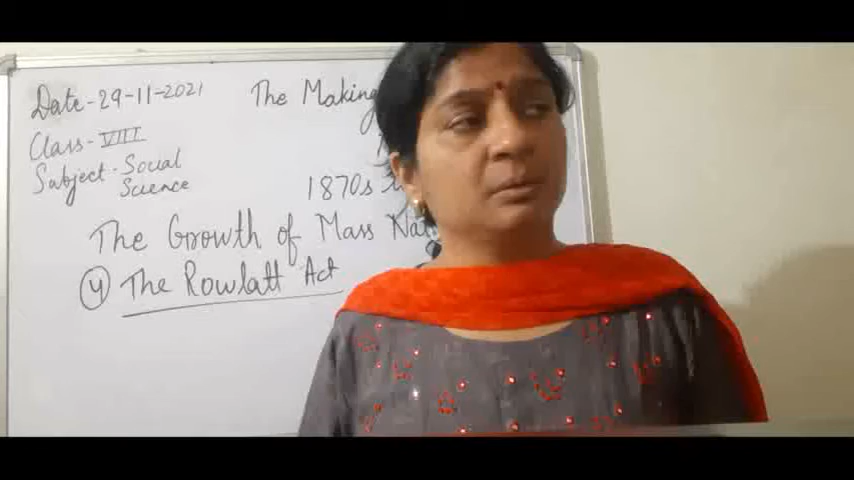 Date-29-11-2021
The Making
Class-VIII
Subject-Social
Science
1870s
The Growth of Mass Nat
④ The Rowlatt Act